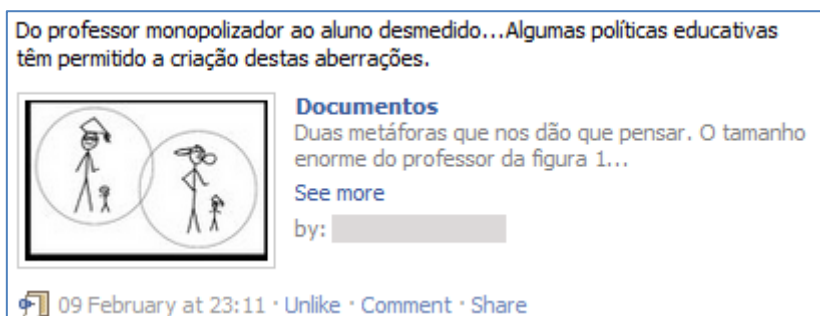 Do professor monopolizador ao aluno desmedido...Algumas políticas educativas
têm permitido a criação destas aberrações.
Documentos
Duas metáforas que nos dão que pensar. O tamanho
enorme do professor da figura 1...
See more
by:
09 February at 23:11 · Unlike · Comment · Share